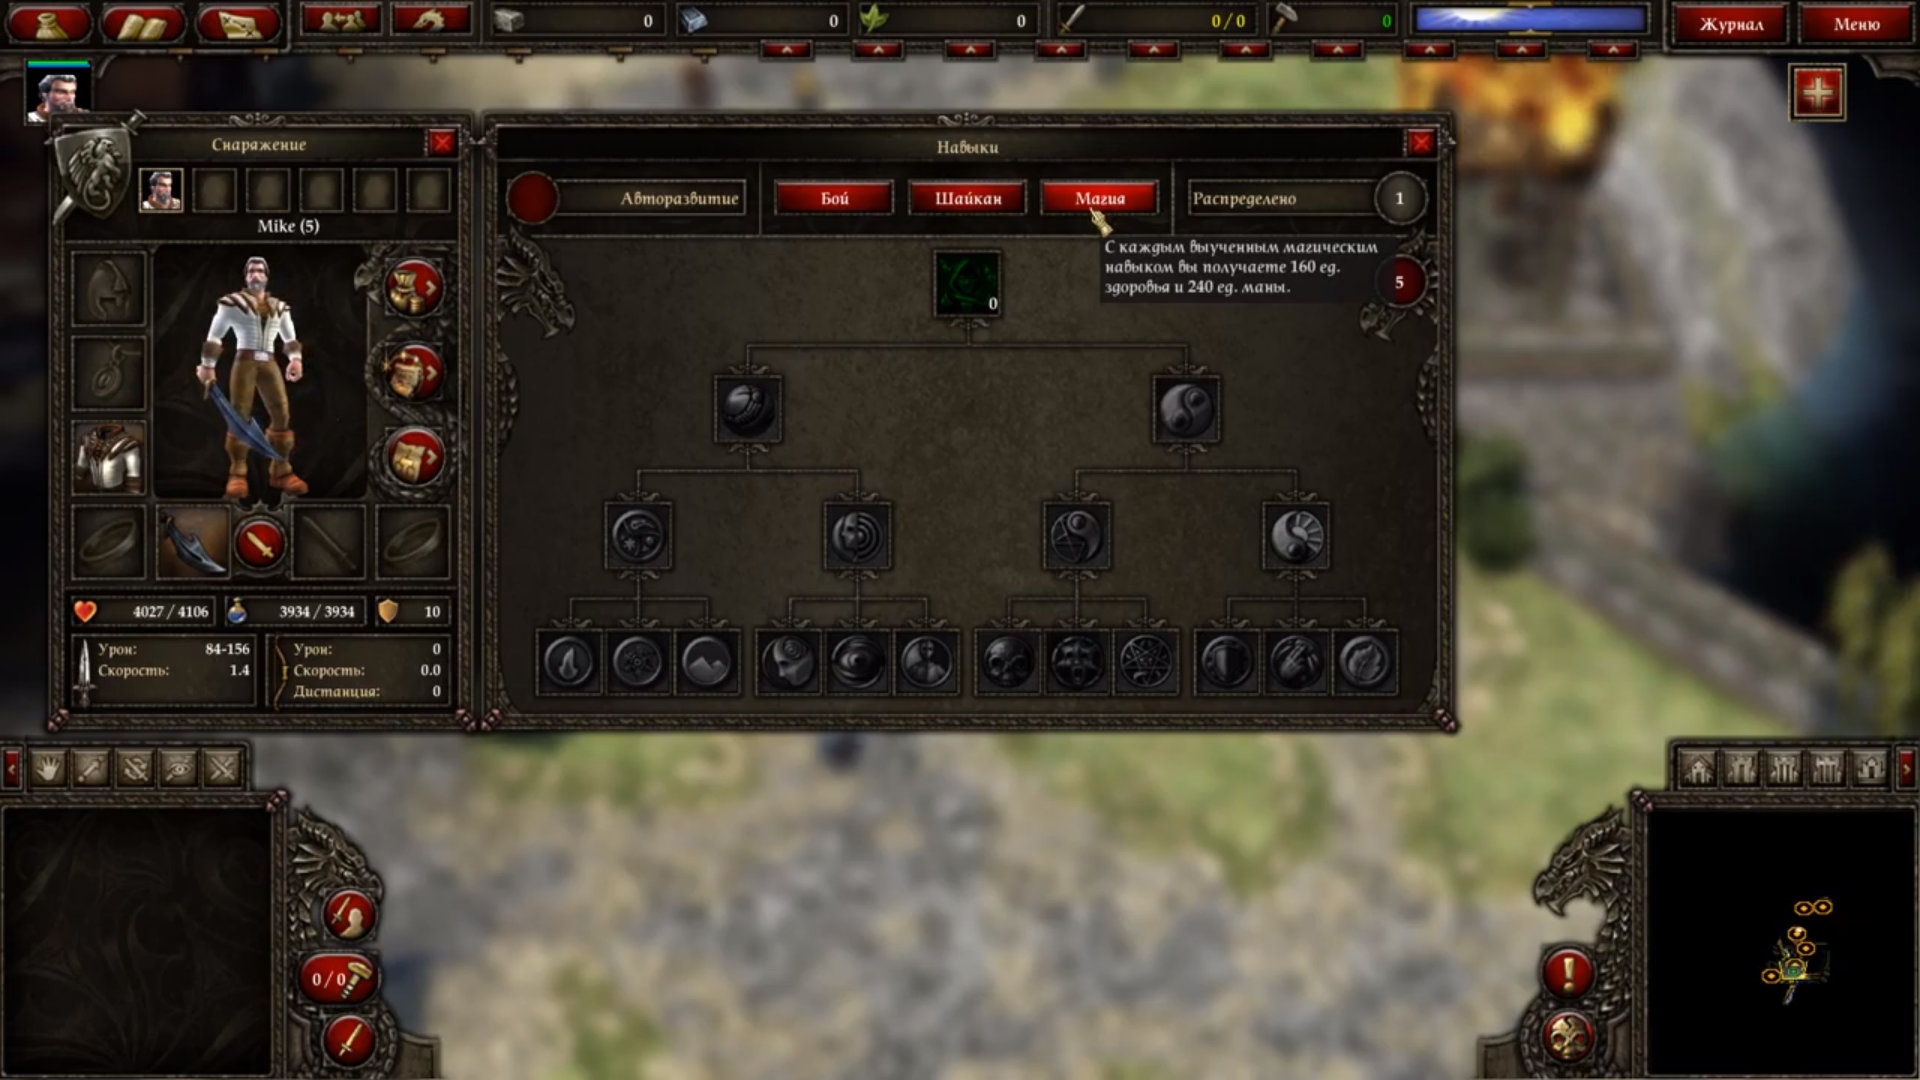 0
0
0
0/0
0
Журнал
Меню
Снаряжение
Mike (5)
4027/4106
3934/3934
10
Урон: 84-156
Скорость: 1.4
Урон: 0
Скорость: 0.0
Дистанция: 0
Навыки
Авторазвитие
Бой
Шайкан
Магия
Распределено
1
С каждым выученным магическим
навыком вы получаете 160 ед.
здоровья и 240 ед. маны.
5
0
0/0